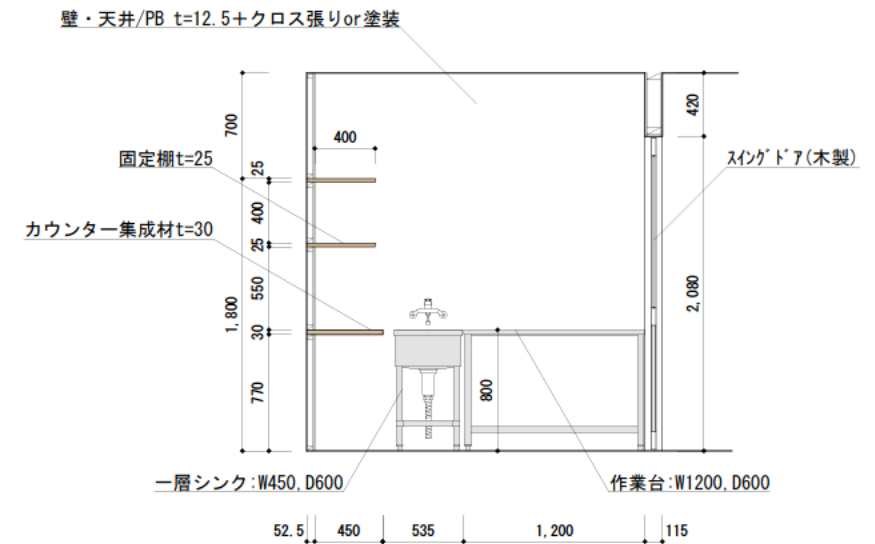 壁・天井/PB t=12.5+クロス張りor塗装
420
700
400
固定棚t=25
スイングドア(木製)
25
400
カウンター集成材t=30
25
550
1,800
2,080
30
770
800
一層シンク:W450,D600
作業台:W1200,D600
52.5 450 535 1,200 115